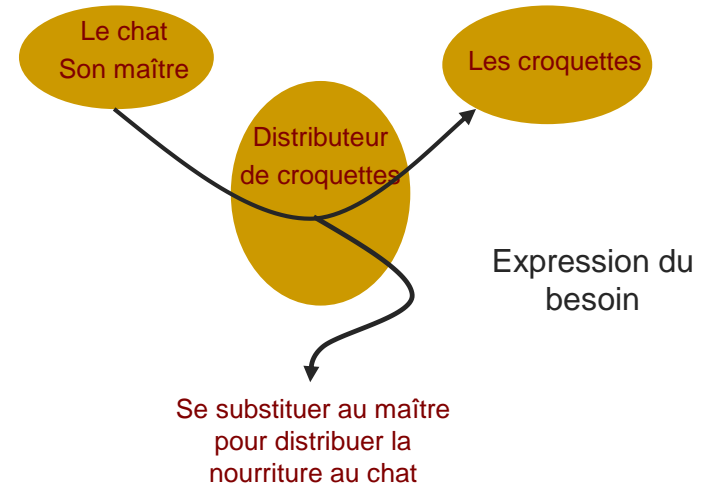 Le chat
Son maître
Les croquettes
Distributeur
de croquettes
Expression du
besoin
Se substituer au maître
pour distribuer la
nourriture au chat